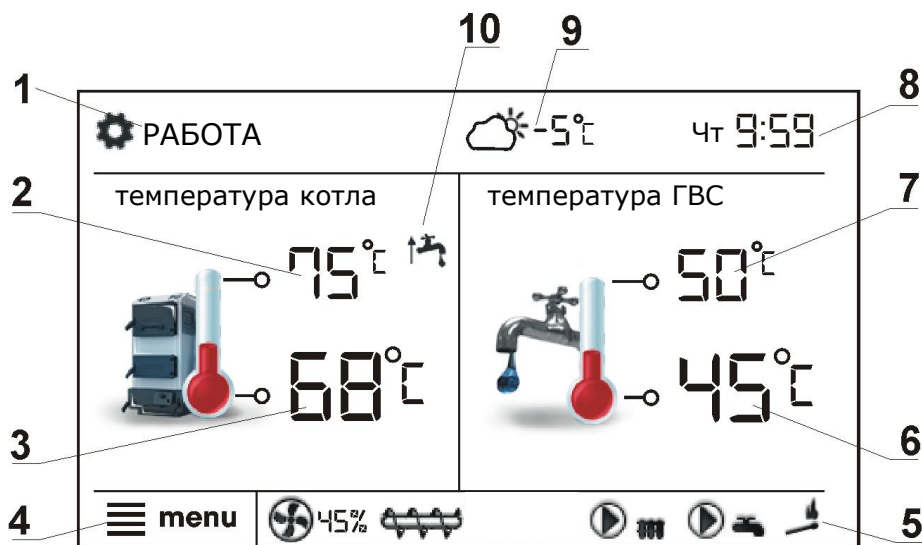 10 9
1 8
РАБОТА -5°C Чт 9:59
2 температура котла температура ГВС 7
75°C 50°C
68°C 45°C
3 6
4 menu 45% 5